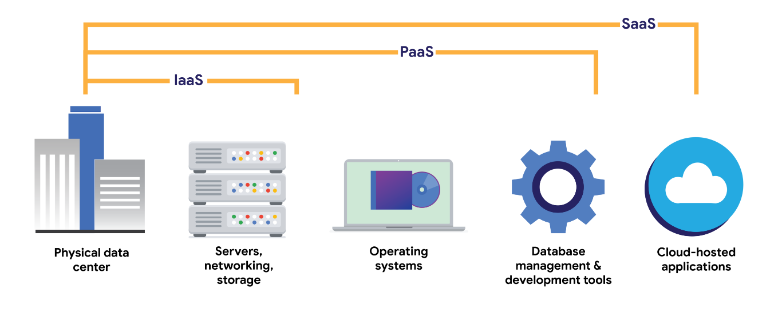 SaaS
PaaS
IaaS
Physical data
center
Servers,
networking,
storage
Operating
systems
Database
management &
development tools
Cloud-hosted
applications